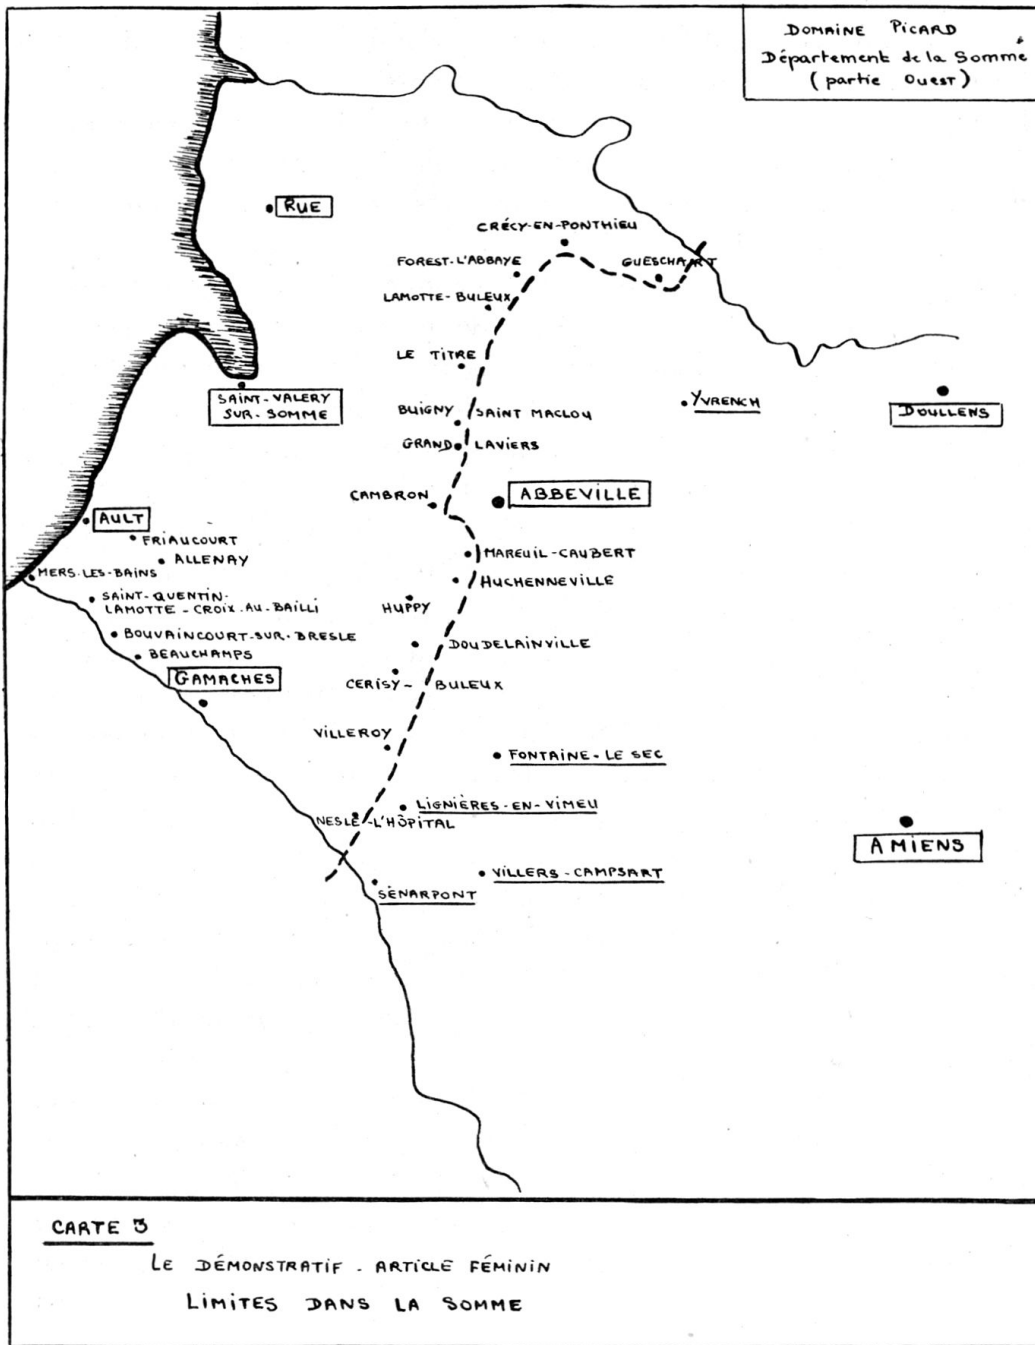 DOMAINE PICARD
Département de la Somme
(partie Ouest)
RUE
CRÉCY-EN-PONTHIEU
FOREST-L'ABBAYE
GUESCHART
LAMOTTE-BULEUX
LE TITRE
SAINT-VALERY
SUR-SOMME
BUIGNY SAINT MACLOU
YVRENCH
DOULLENS
GRAND LAVIERS
CAMBRON
ABBEVILLE
AULT
FRIAUCOURT
ALLENAY
MAREUIL-CAUBERT
MERS-LES-BAINS
HUCHENNEVILLE
SAINT-QUENTIN-
LAMOTTE-CROIX-AU-BAILLI
HUPPY
BOUVAINCOURT-SUR-BRESLE
DOUDELAINVILLE
BEAUCHAMPS
GAMACHES
CERISY-BULEUX
VILLEROY
FONTAINE-LE SEC
LIGNIÈRES-EN-VIMEU
NESLE-L'HÔPITAL
AMIENS
VILLERS-CAMPSART
SÉNARPONT
CARTE 3
LE DÉMONSTRATIF - ARTICLE FÉMININ
LIMITES DANS LA SOMME